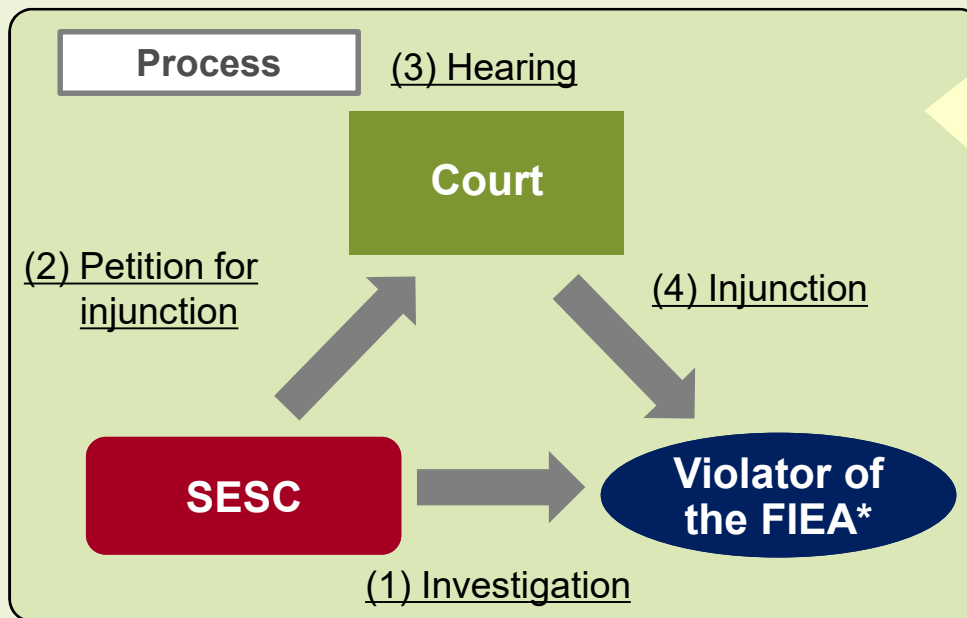 Process
(3) Hearing
Court
(2) Petition for
injunction
(4) Injunction
SESC
Violator of
the FIEA*
(1) Investigation